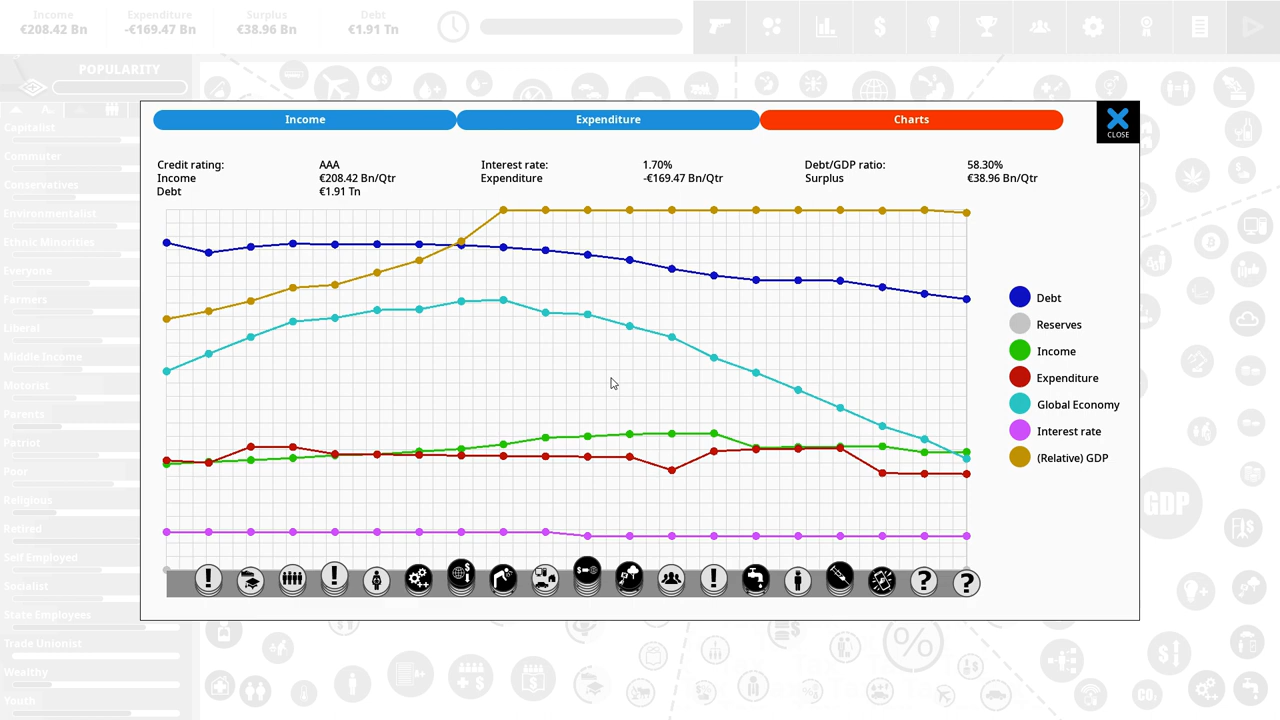 Income Expenditure Surplus Debt
€208.42 Bn -€169.47 Bn €38.96 Bn €1.91 Tn
POPULARITY
A..
Capitalist
Commuter
Conservatives
Environmentalist
Ethnic Minorities
Everyone
Farmers
Liberal
Middle Income
Motorist
Parents
Patriot
Poor
Religious
Retired
Self Employed
Socialist
State Employees
Trade Unionist
Wealthy
Youth
Income Expenditure Charts
CLOSE
Credit rating: AAA Interest rate: 1.70% Debt/GDP ratio: 58.30%
Income €208.42 Bn/Qtr Expenditure -€169.47 Bn/Qtr Surplus €38.96 Bn/Qtr
Debt €1.91 Tn
Debt
Reserves
Income
Expenditure
Global Economy
Interest rate
(Relative) GDP
GDP
CO₂